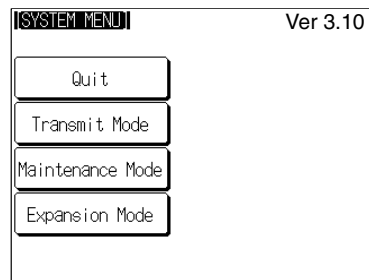 [SYSTEM MENU] Ver 3.10
Quit
Transmit Mode
Maintenance Mode
Expansion Mode